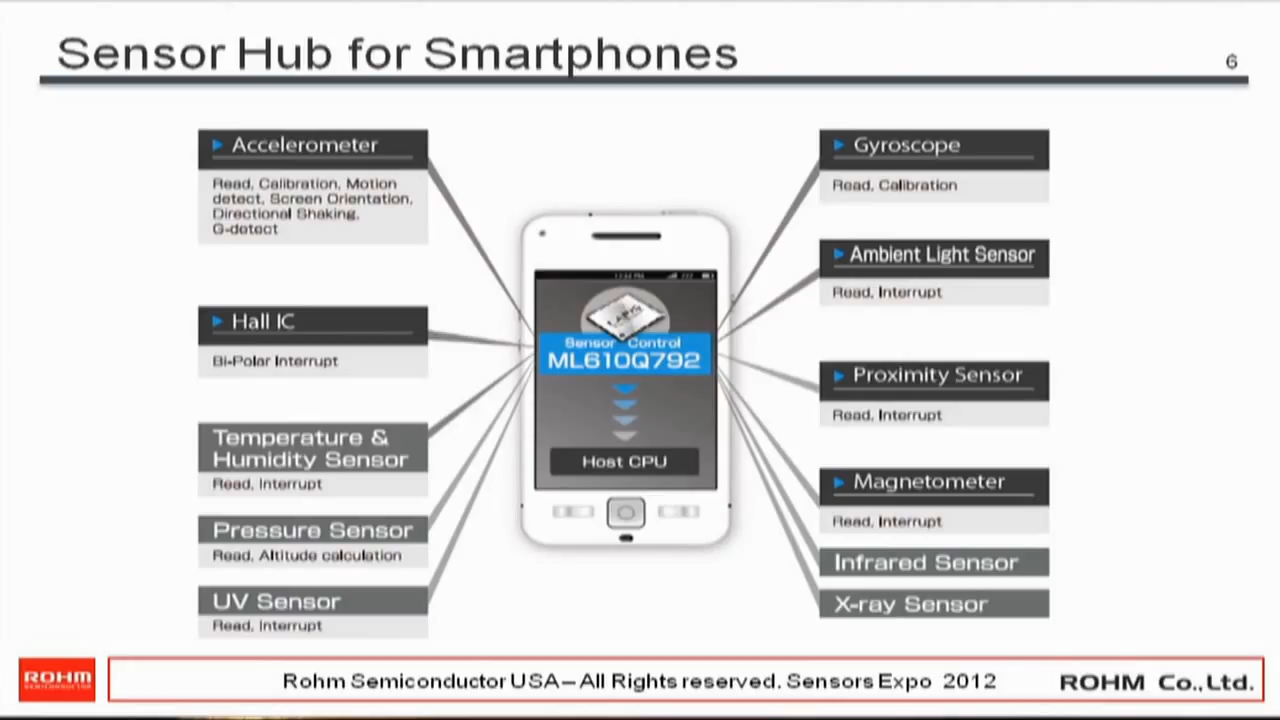 Sensor Hub for Smartphones
6
Accelerometer
Read, Calibration, Motion
detect, Screen Orientation,
Directional Shaking,
G-detect
Hall IC
Bi-Polar Interrupt
Temperature &
Humidity Sensor
Read, Interrupt
Pressure Sensor
Read, Altitude calculation
UV Sensor
Read, Interrupt
Sensor Control
ML610Q792
Host CPU
Gyroscope
Read, Calibration
Ambient Light Sensor
Read, Interrupt
Proximity Sensor
Read, Interrupt
Magnetometer
Read, Interrupt
Infrared Sensor
X-ray Sensor
ROHM
SEMICONDUCTOR
Rohm Semiconductor USA– All Rights reserved. Sensors Expo 2012
ROHM Co.,Ltd.